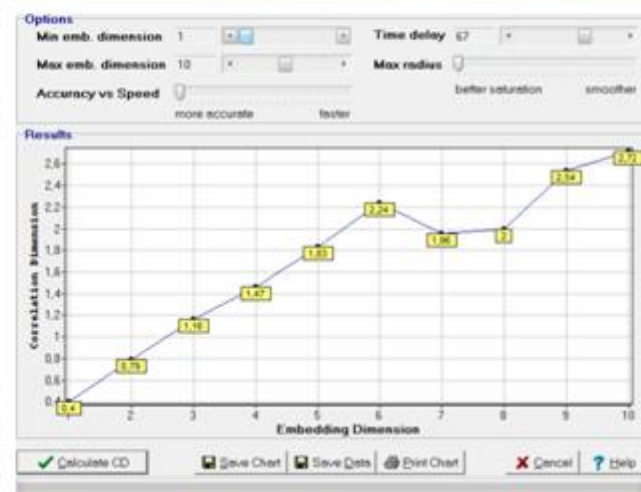 Options
Min emb. dimension 1 Time delay 67
Max emb. dimension 10 Max radius
Accuracy vs Speed better saturation smoother
more accurate faster
Results
Correlation Dimension
2,6
2,4
2,2
2
1,8
1,6
1,4
1,2
1
0,8
0,6
0,4
0,4 0,79 1,16 1,47 1,83 2,24 1,96 2 2,54 2,72
1 2 3 4 5 6 7 8 9 10
Embedding Dimension
Calculate CD Save Chart Save Data Print Chart Cancel Help